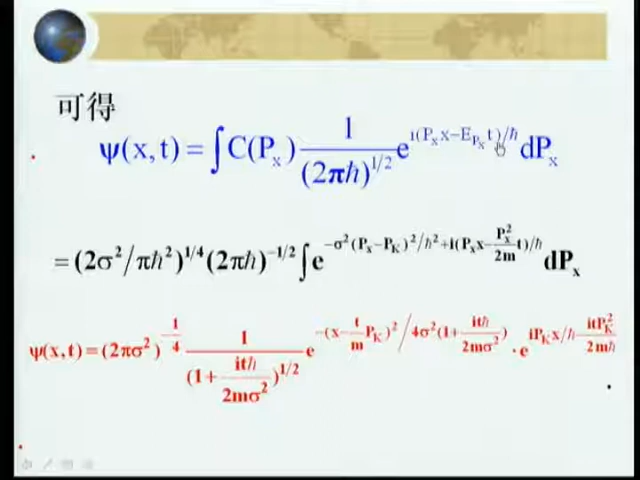 可得
ψ(x,t) = ∫C(Pₓ) 1/(2πħ)^{1/2} e^{i(Pₓx−E_{Pₓ}t)/ħ} dPₓ
= (2σ²/πħ²)^{1/4} (2πħ)^{−1/2} ∫e^{−σ²(Pₓ−P_K)²/ħ²+i(Pₓx−Pₓ²/2m t)/ħ} dPₓ
ψ(x,t) = (2πσ²)^{−1/4} 1/(1+itħ/2mσ²)^{1/2} e^{−(x−t/m P_K)²/4σ²(1+itħ/2mσ²)} · e^{iP_Kx/ħ−itP_K²/2mħ}